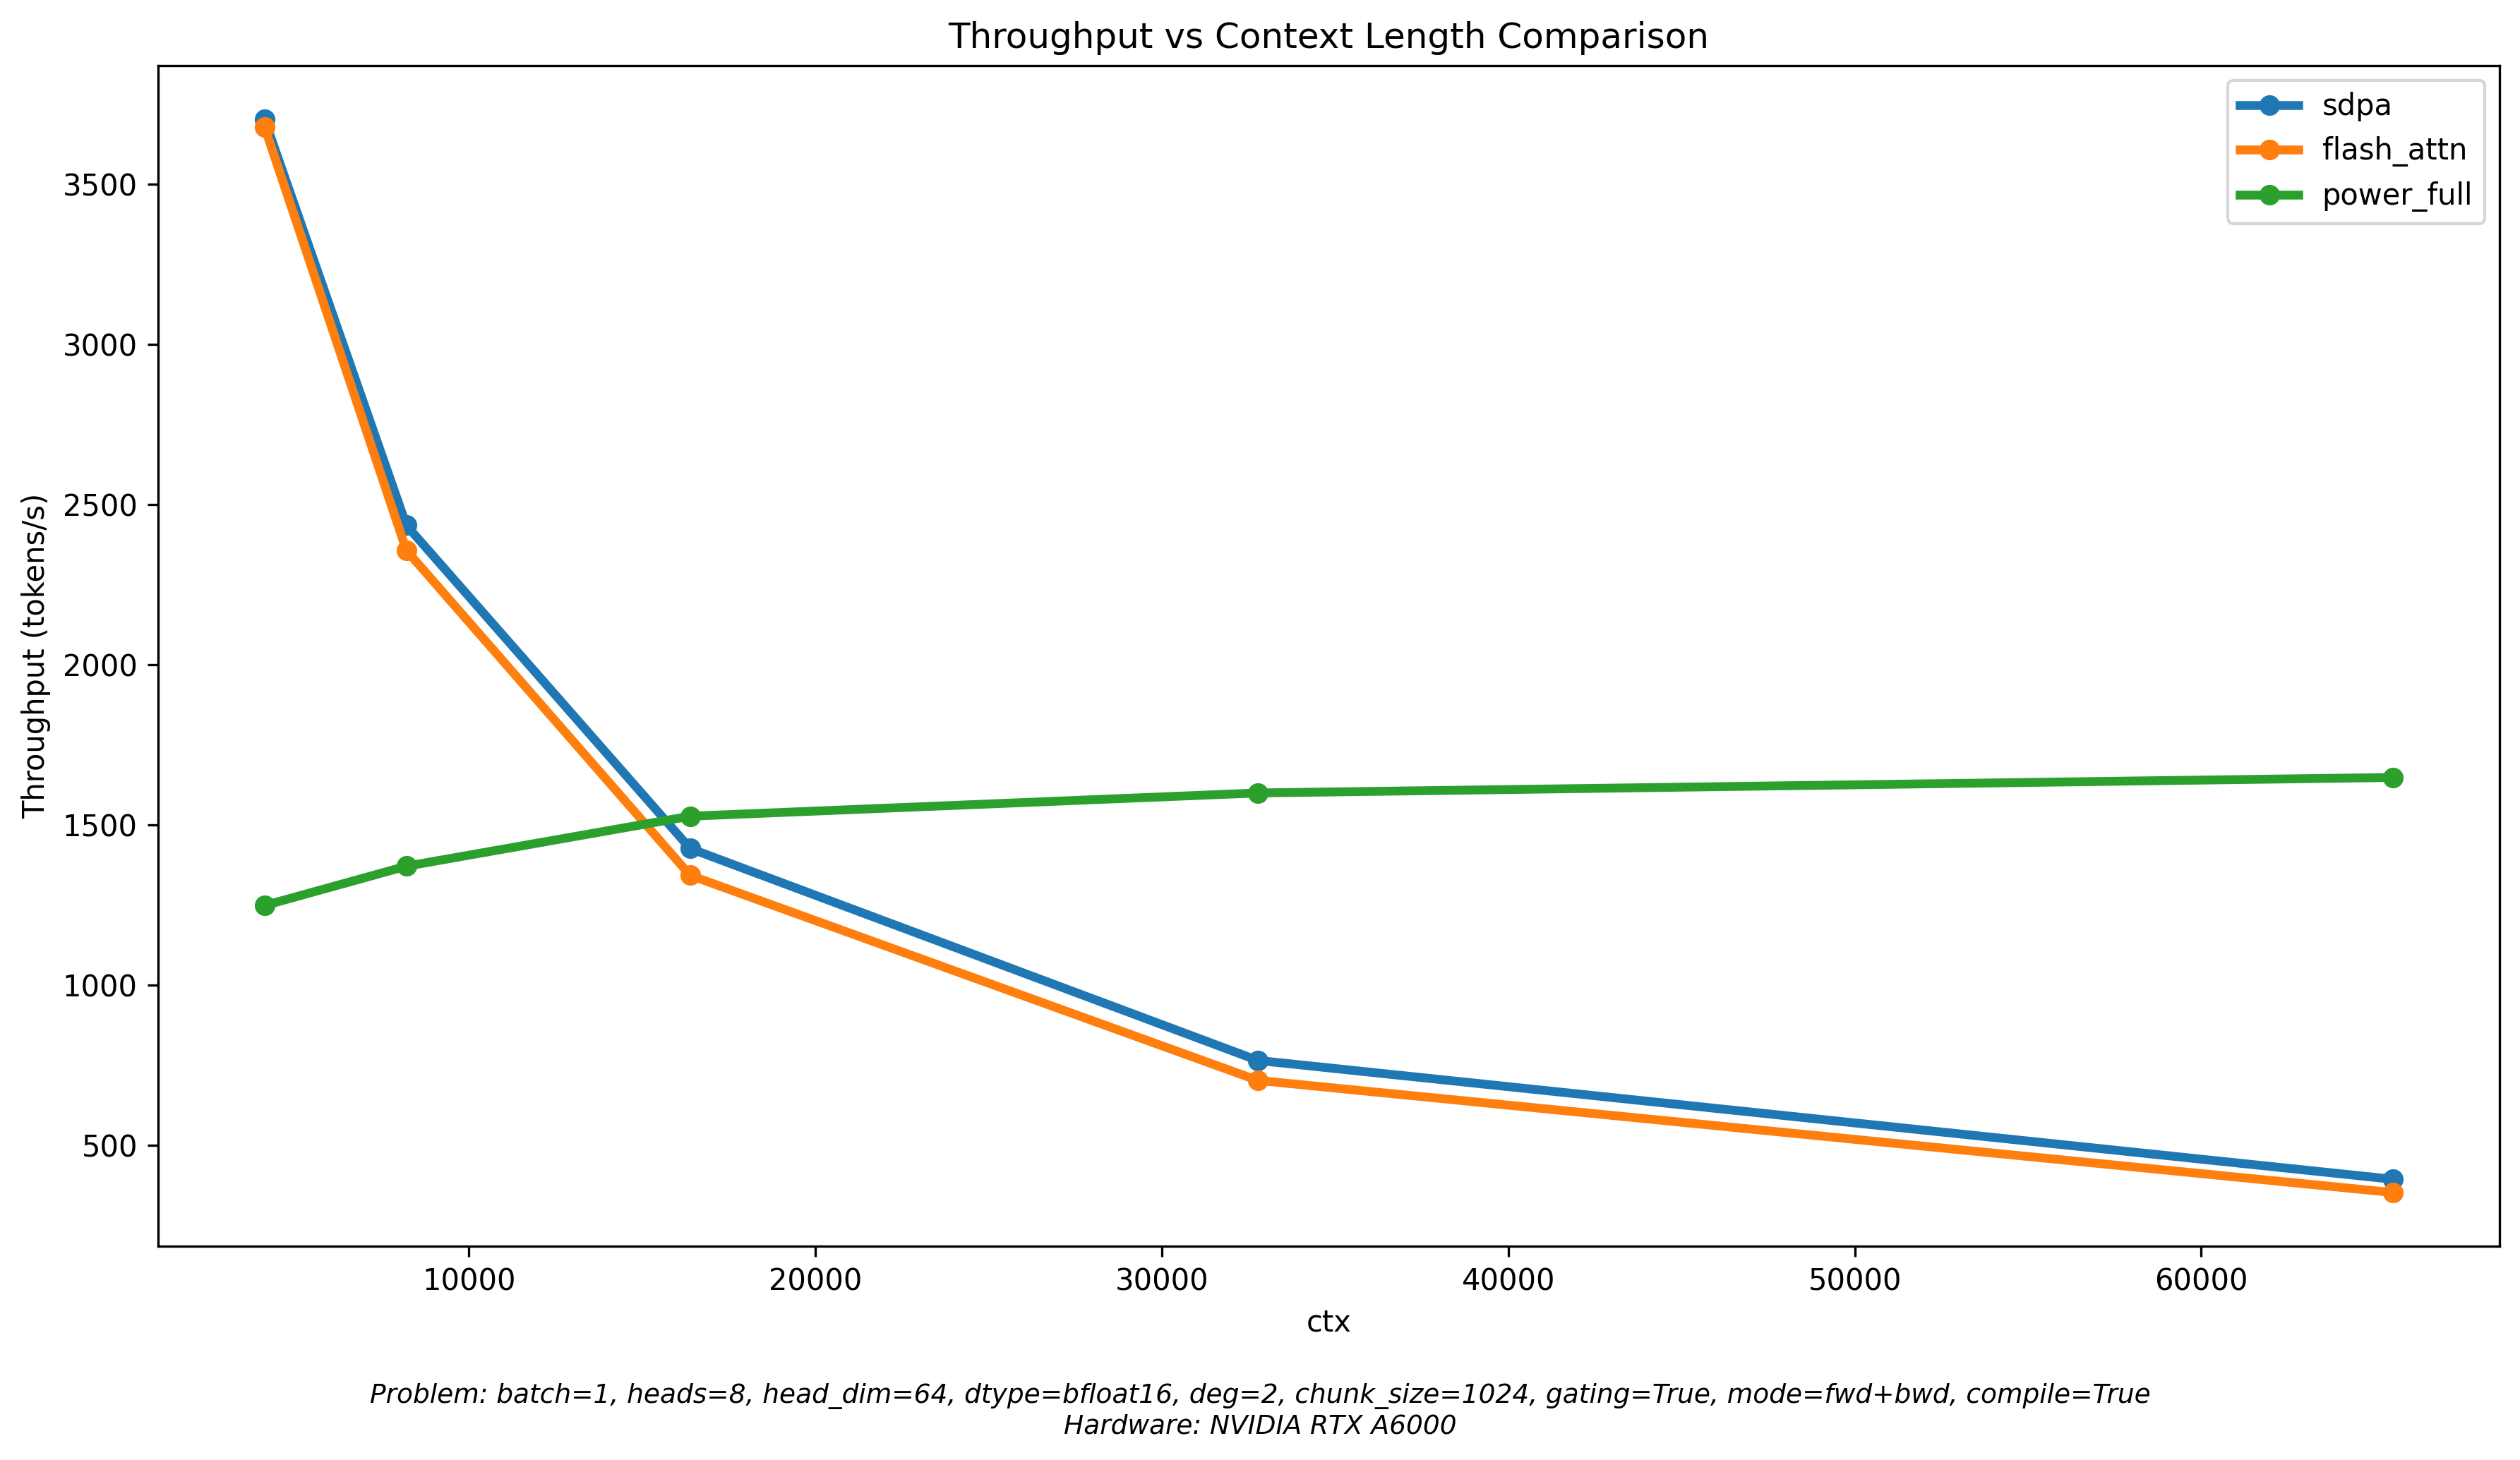 Throughput vs Context Length Comparison
sdpa
flash_attn
power_full
Throughput (tokens/s)
3500
3000
2500
2000
1500
1000
500
10000
20000
30000
40000
50000
60000
ctx
Problem: batch=1, heads=8, head_dim=64, dtype=bfloat16, deg=2, chunk_size=1024, gating=True, mode=fwd+bwd, compile=True
Hardware: NVIDIA RTX A6000